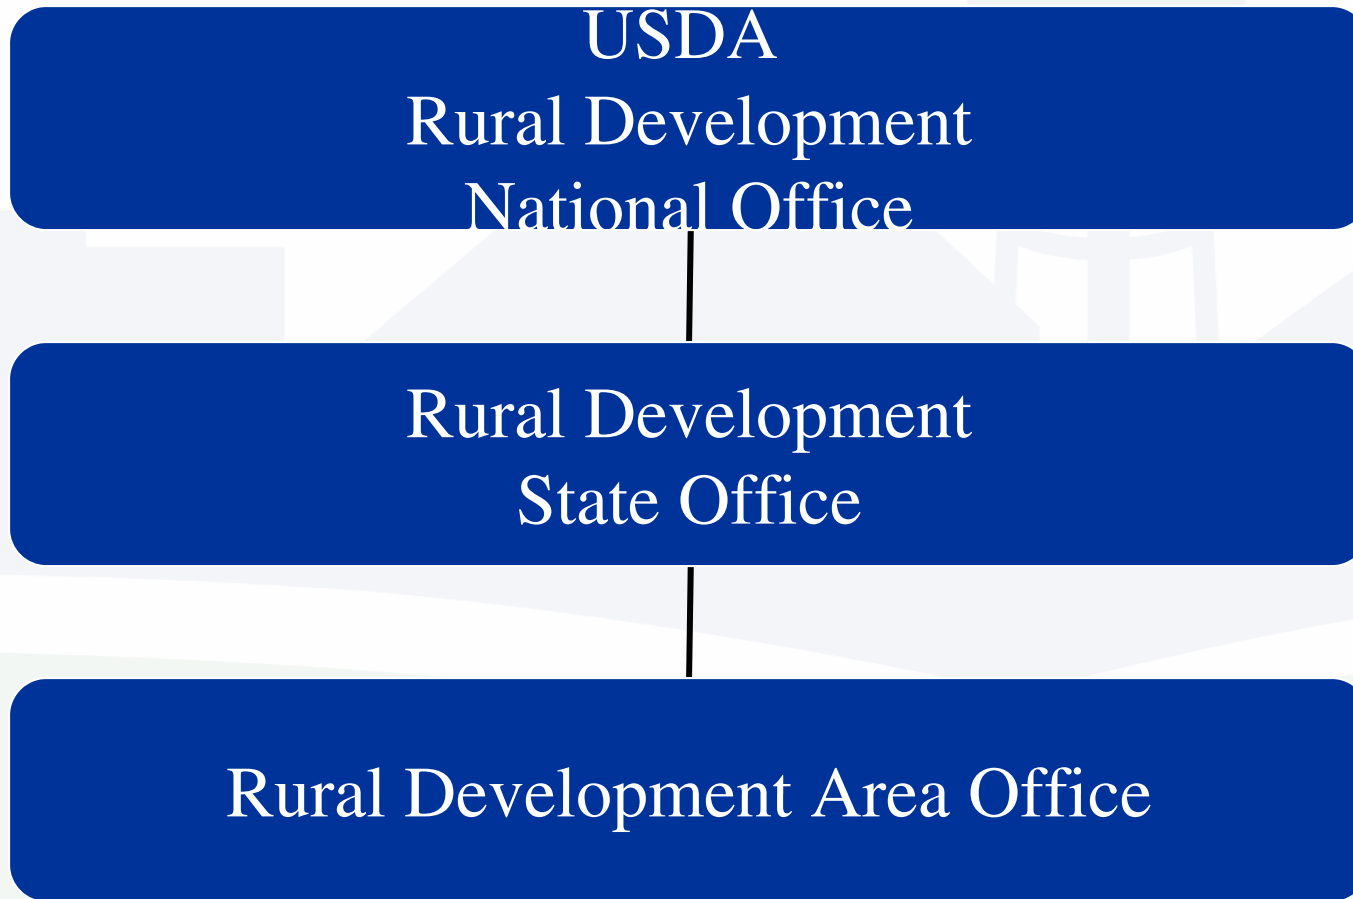 USDA
Rural Development
National Office
Rural Development
State Office
Rural Development Area Office